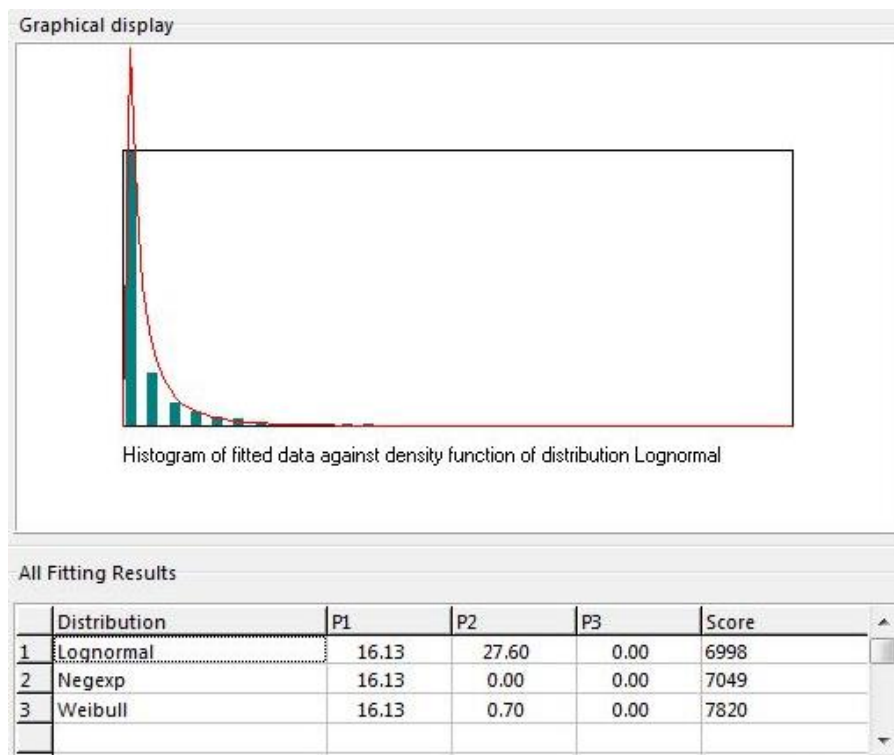 Graphical display
Histogram of fitted data against density function of distribution Lognormal
All Fitting Results
Distribution P1 P2 P3 Score
1 Lognormal 16.13 27.60 0.00 6998
2 Negexp 16.13 0.00 0.00 7049
3 Weibull 16.13 0.70 0.00 7820